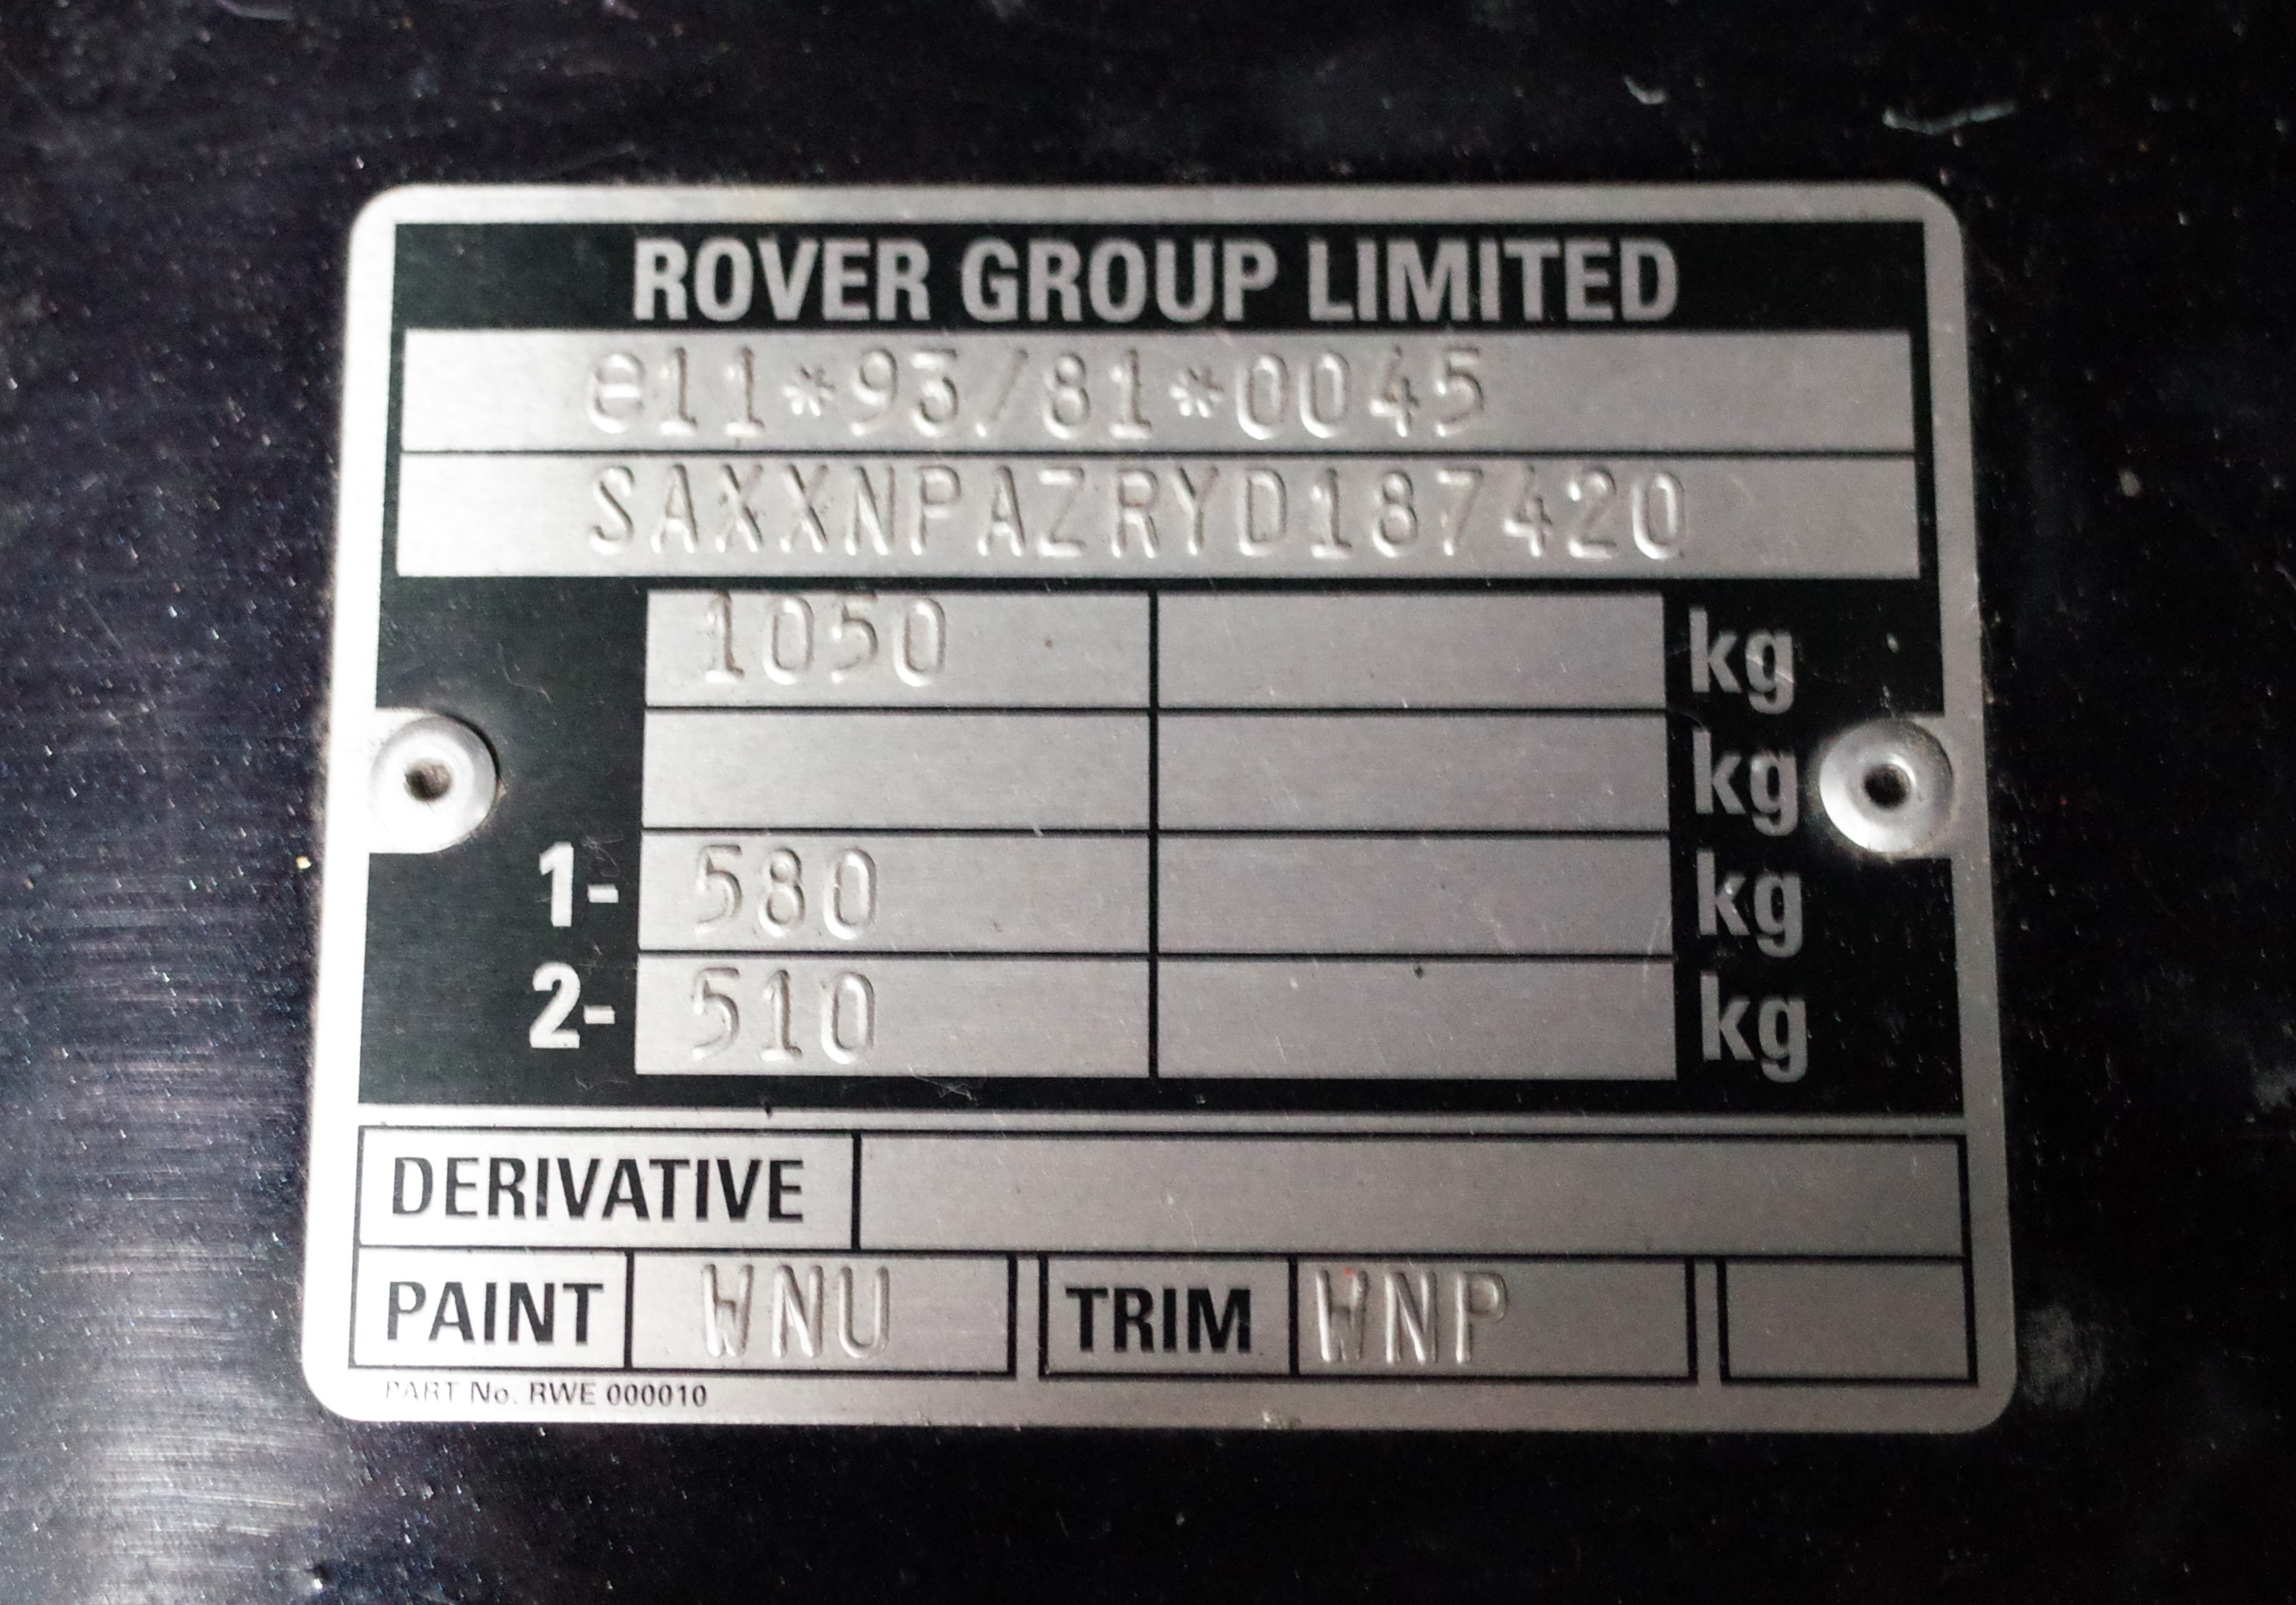 ROVER GROUP LIMITED
e11*93/81*0045
SAXXNPAZRYD187420
1050 kg
kg
1- 580 kg
2- 510 kg
DERIVATIVE
PAINT WNU TRIM WNP
PART No. RWE 000010